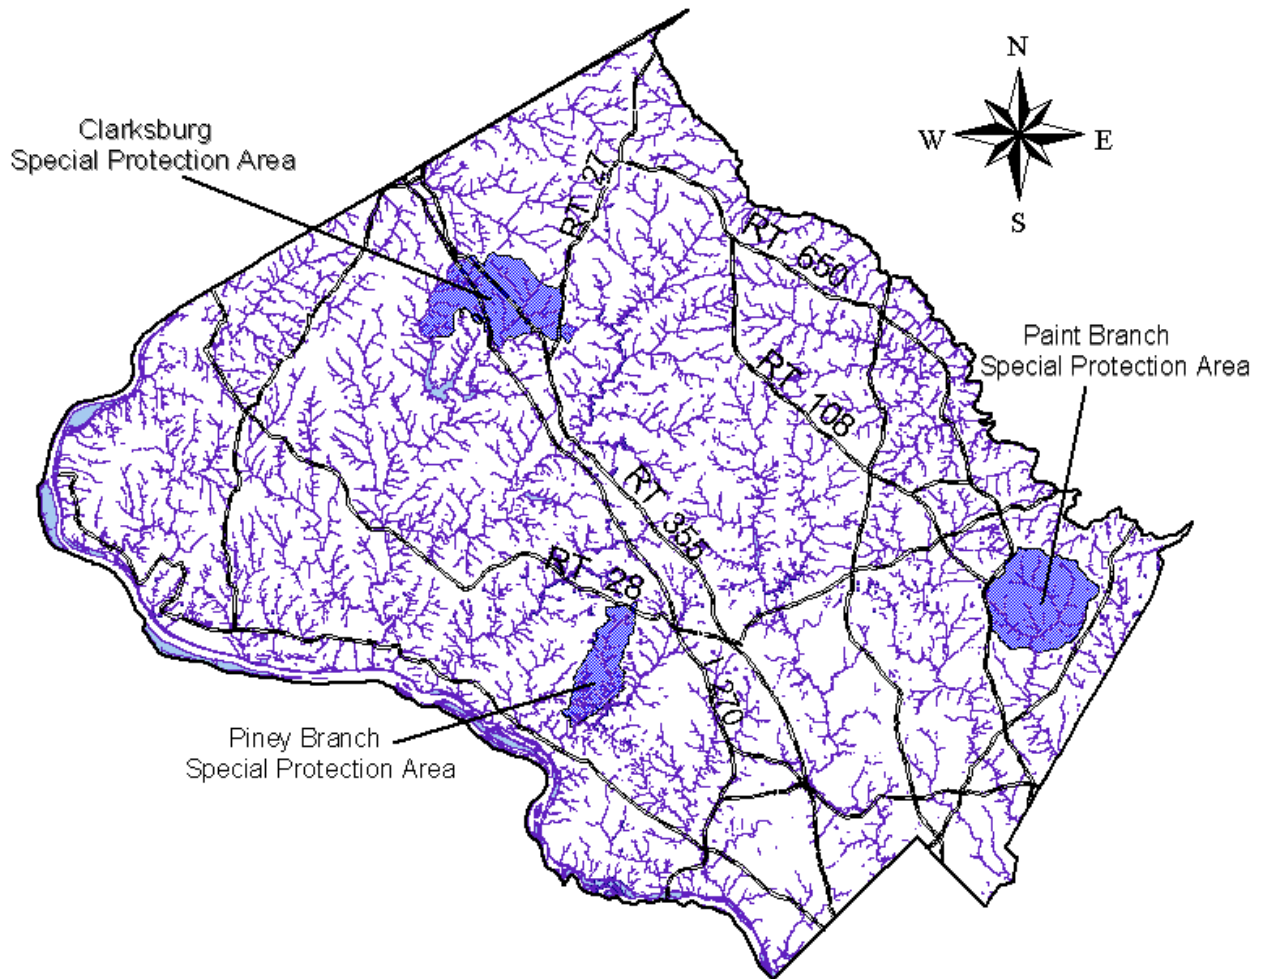 N
W E
S
Clarksburg
Special Protection Area
RT 27
RT 650
Paint Branch
Special Protection Area
RT 108
RT 355
RT 28
I 270
Piney Branch
Special Protection Area